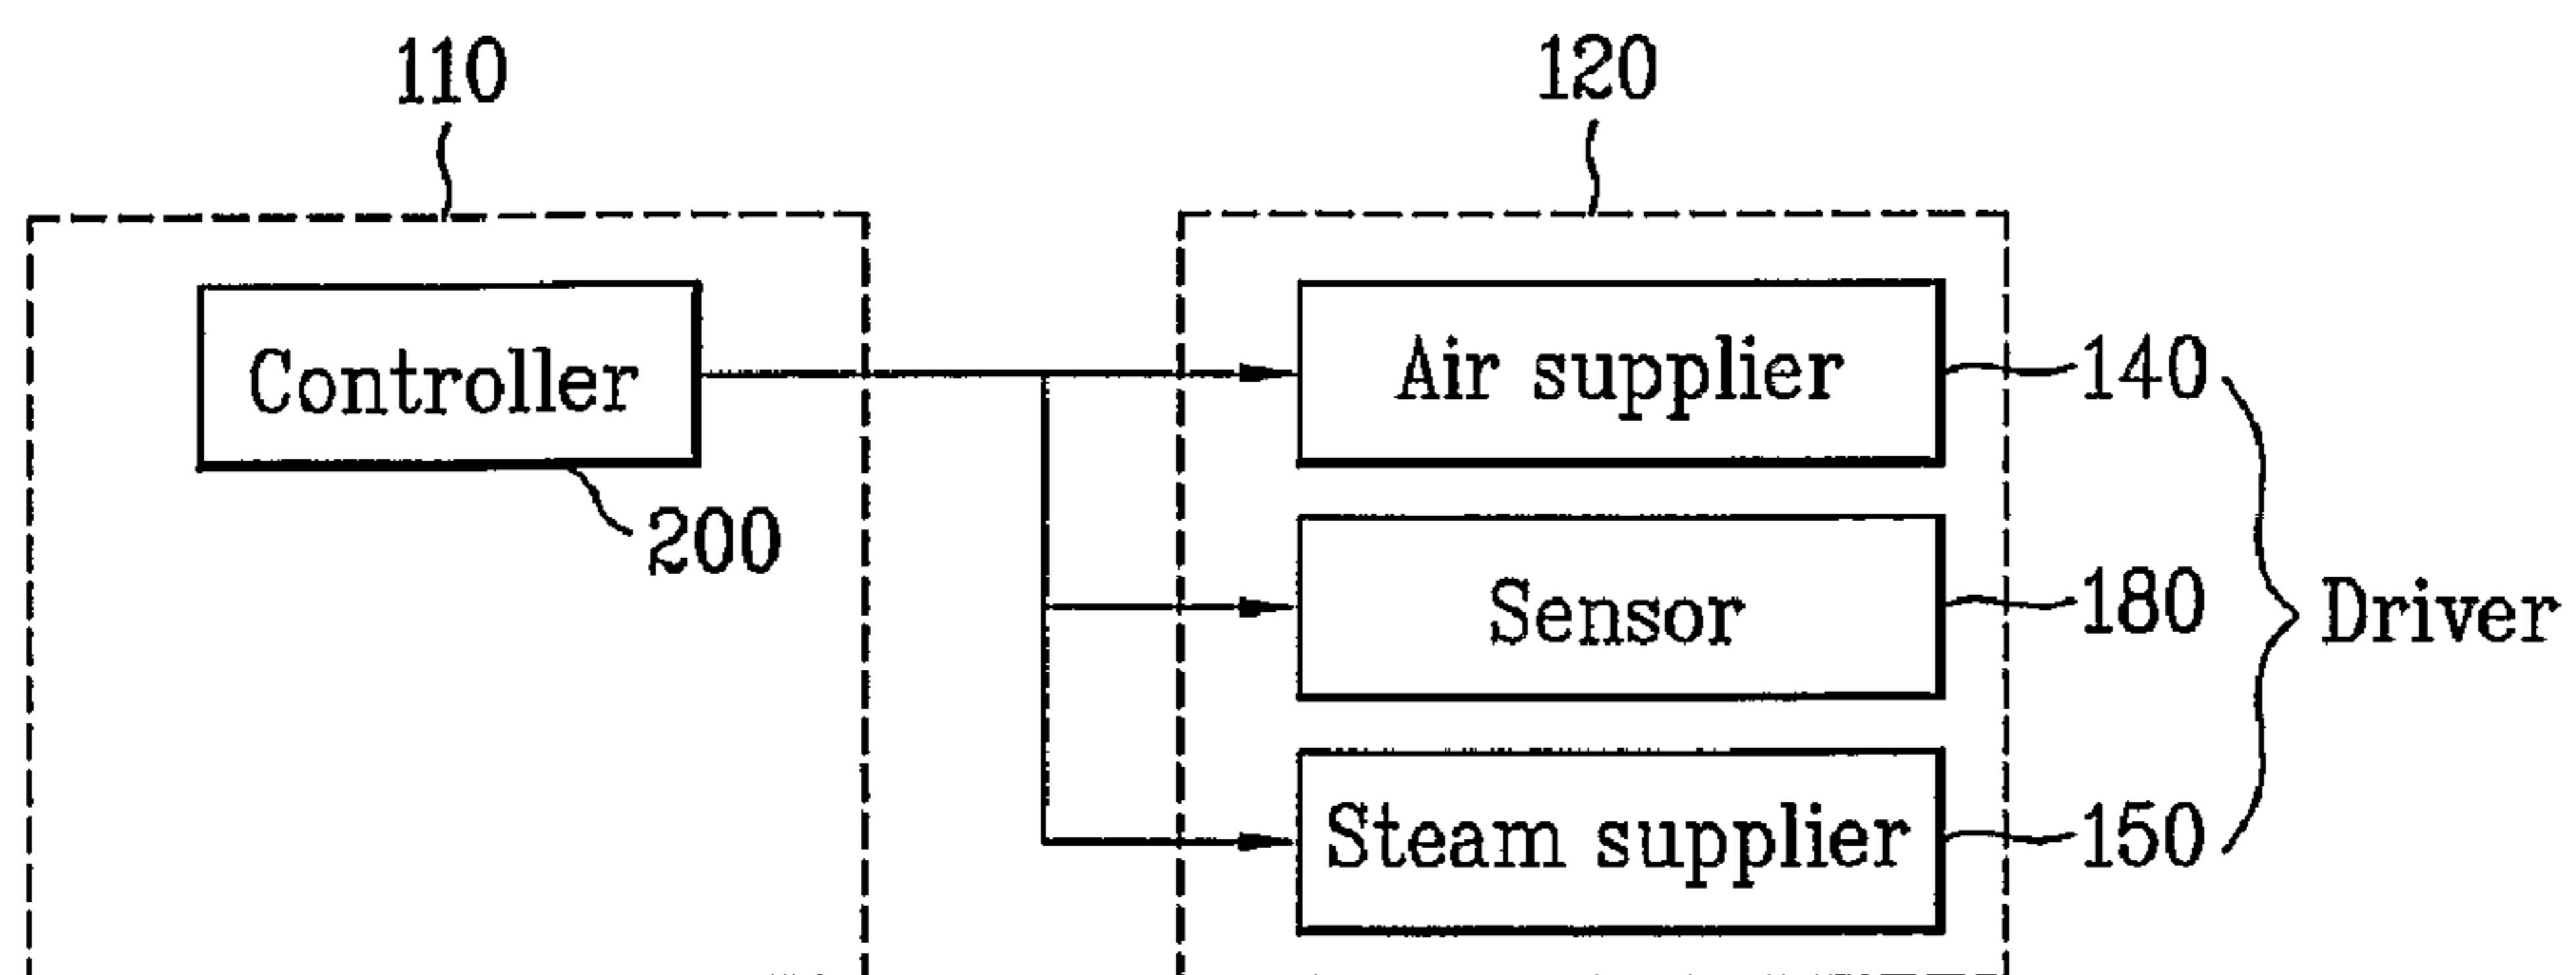 110
120
Controller
200
Air supplier
140
Sensor
180
Driver
Steam supplier
150